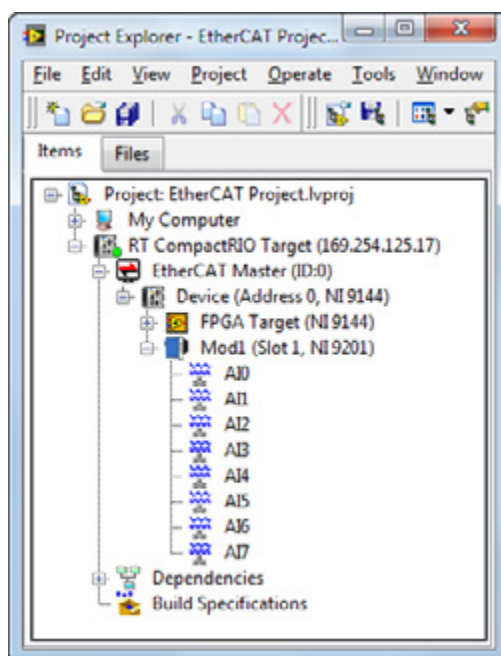 Project Explorer - EtherCAT Projec...
File Edit View Project Operate Tools Window
Items Files
Project: EtherCAT Project.lvproj
My Computer
RT CompactRIO Target (169.254.125.17)
EtherCAT Master (ID:0)
Device (Address 0, NI 9144)
FPGA Target (NI 9144)
Mod1 (Slot 1, NI 9201)
AI0
AI1
AI2
AI3
AI4
AI5
AI6
AI7
Dependencies
Build Specifications